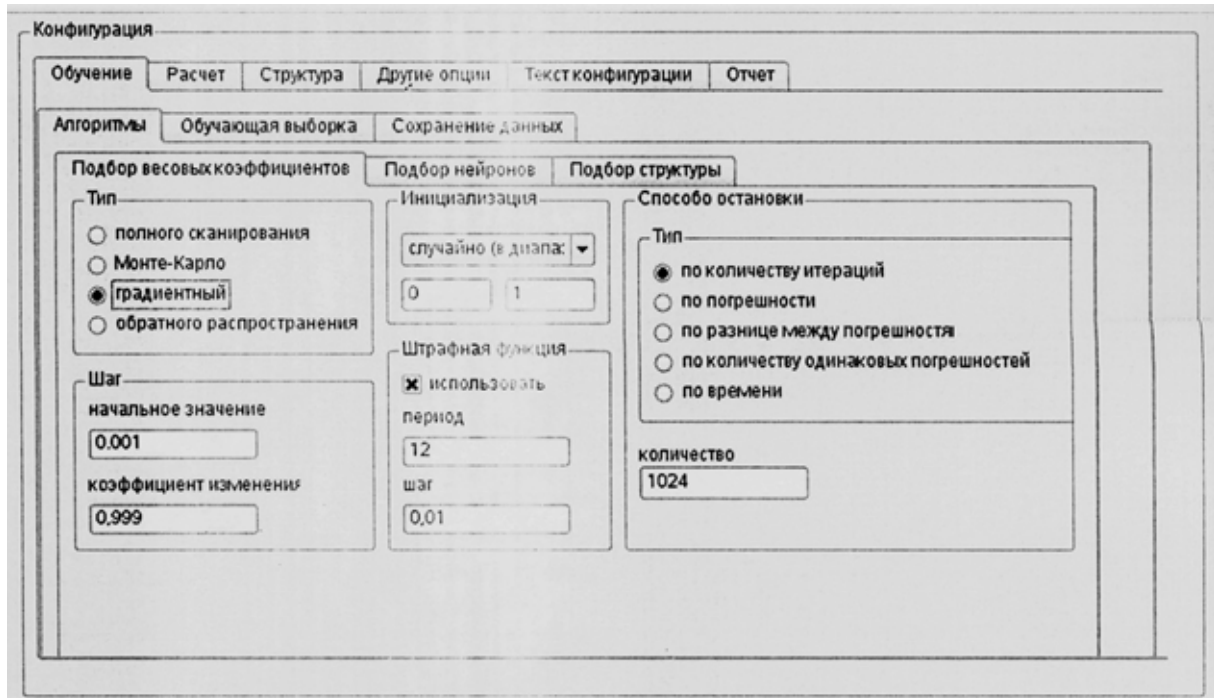 Конфигурация
Обучение Расчет Структура Другие опции Текст конфигурации Отчет
Алгоритмы Обучающая выборка Сохранение данных
Подбор весовых коэффициентов Подбор нейронов Подбор структуры
Тип
полного сканирования
Монте-Карло
градиентный
обратного распространения
Шаг
начальное значение
0.001
коэффициент изменения
0,999
Инициализация
случайно (в диапа:
0 1
Штрафная функция
использовать
период
12
шаг
0,01
Способо остановки
Тип
по количеству итераций
по погрешности
по разнице между погрешностя
по количеству одинаковых погрешностей
по времени
количество
1024